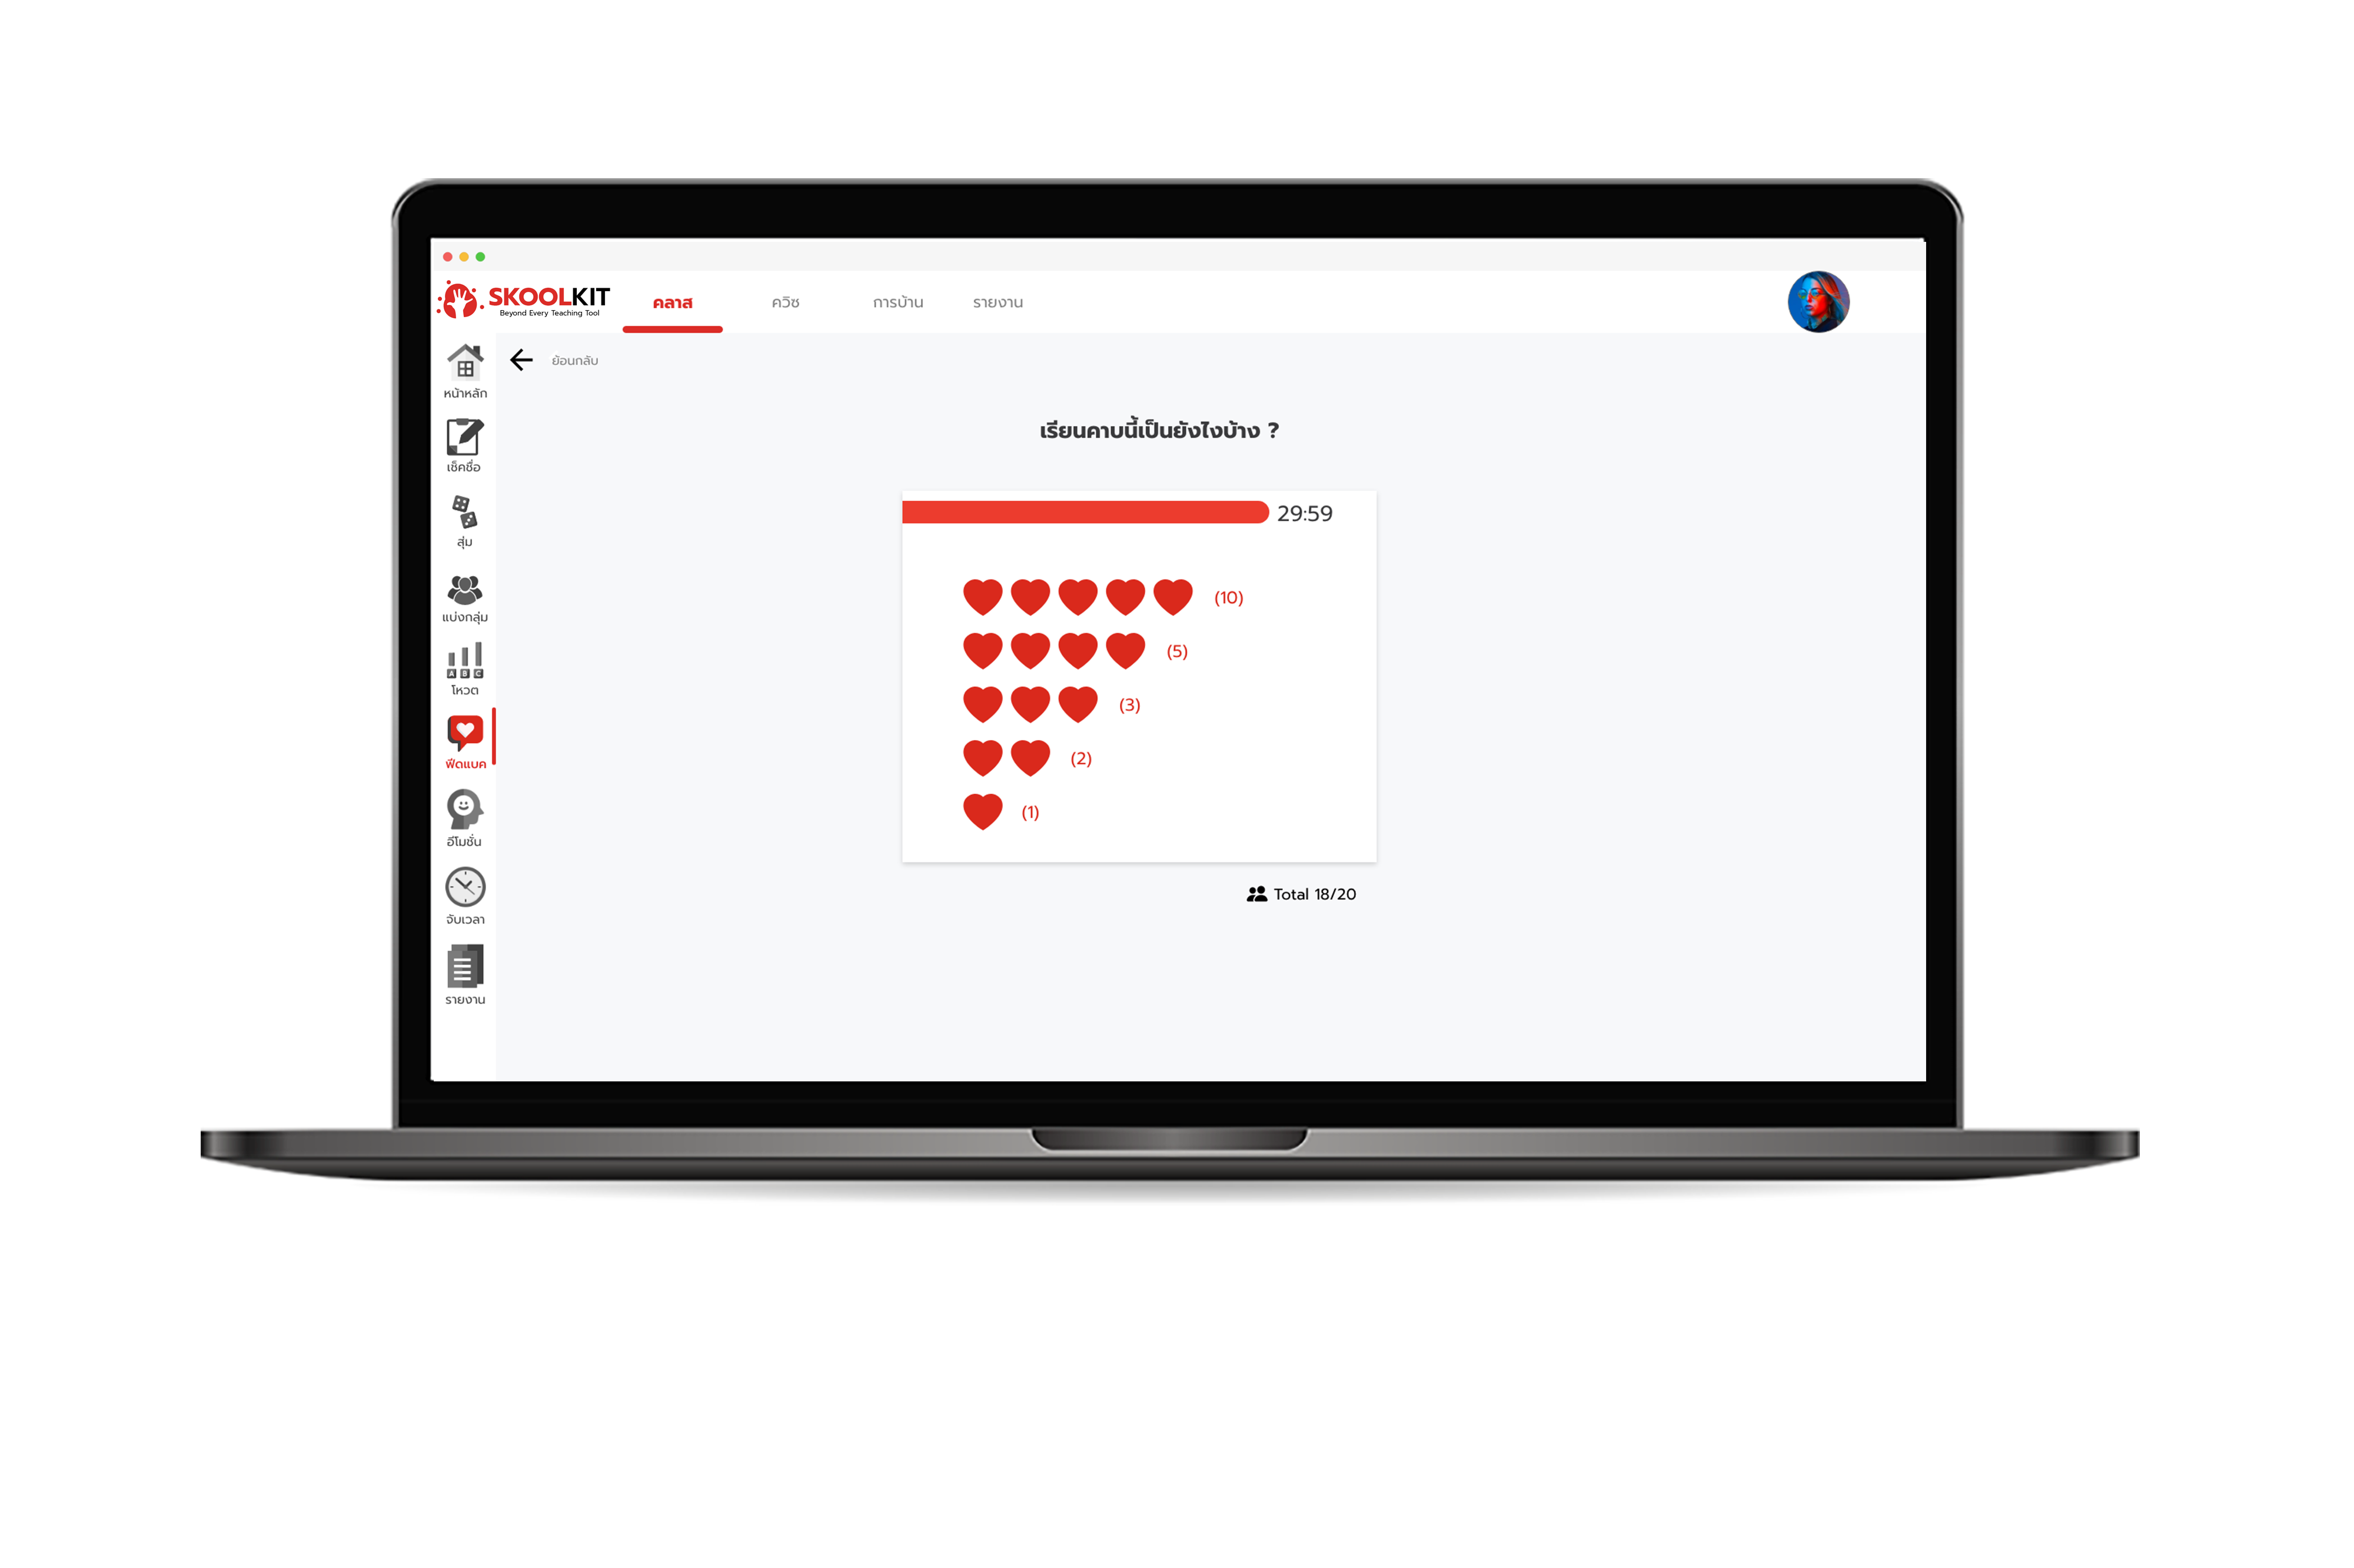 SKOOLKIT
Beyond Every Teaching Tool
คลาส
ควิซ
การบ้าน
รายงาน
ย้อนกลับ
หน้าหลัก
เช็คชื่อ
สุ่ม
แบ่งกลุ่ม
A B C
โหวต
ฟีดแบค
อีโมชั่น
จับเวลา
รายงาน
เรียนคาบนี้เป็นยังไงบ้าง ?
29:59
(10)
(5)
(3)
(2)
(1)
Total 18/20